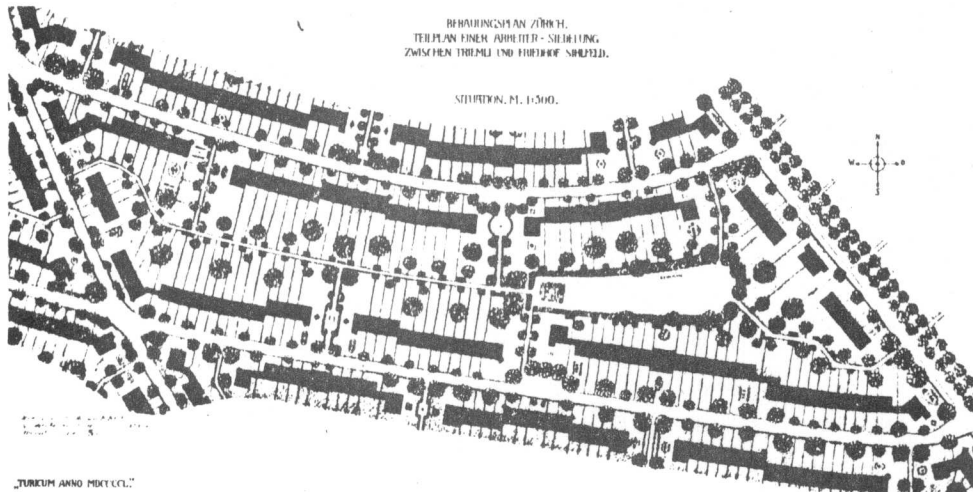 BEBAUUNGSPLAN ZÜRICH.
TEILPLAN EINER ARBEITER-SIEDELUNG
ZWISCHEN TRIEMLI UND FRIEDHOF SIHLFELD.
SITUATION. M. 1:500.
N
W O
S
„TURICUM ANNO MDCCCCL."